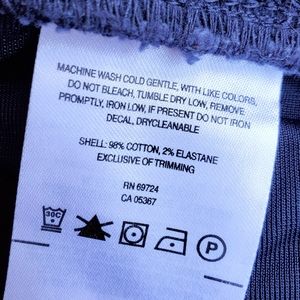 MACHINE WASH COLD GENTLE, WITH LIKE COLORS,
DO NOT BLEACH, TUMBLE DRY LOW, REMOVE
PROMPTLY, IRON LOW, IF PRESENT DO NOT IRON
DECAL, DRYCLEANABLE
SHELL: 98% COTTON, 2% ELASTANE
EXCLUSIVE OF TRIMMING
RN 69724
CA 05367
30C P